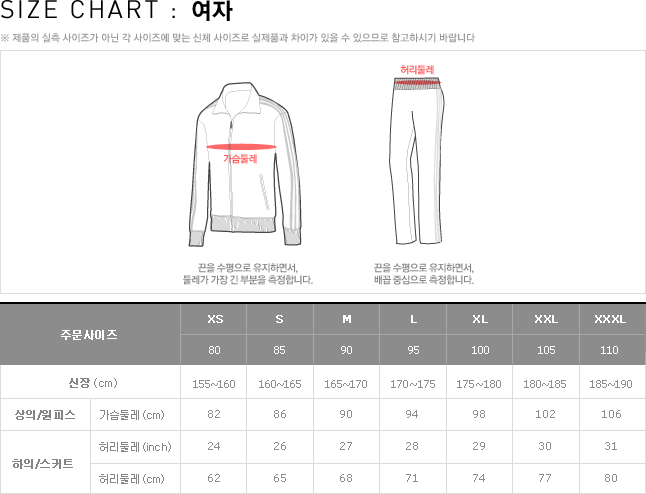 SIZE CHART : 여자
※ 제품의 실측 사이즈가 아닌 각 사이즈에 맞는 신체 사이즈로 실제품과 차이가 있을 수 있으므로 참고하시기 바랍니다
허리둘레
가슴둘레
끈을 수평으로 유지하면서,
둘레가 가장 긴 부분을 측정합니다.
끈을 수평으로 유지하면서,
배꼽 중심으로 측정합니다.
주문사이즈 XS S M L XL XXL XXXL
80 85 90 95 100 105 110
신장 (cm) 155~160 160~165 165~170 170~175 175~180 180~185 185~190
상의/원피스 가슴둘레 (cm) 82 86 90 94 98 102 106
하의/스커트 허리둘레 (inch) 24 26 27 28 29 30 31
허리둘레 (cm) 62 65 68 71 74 77 80